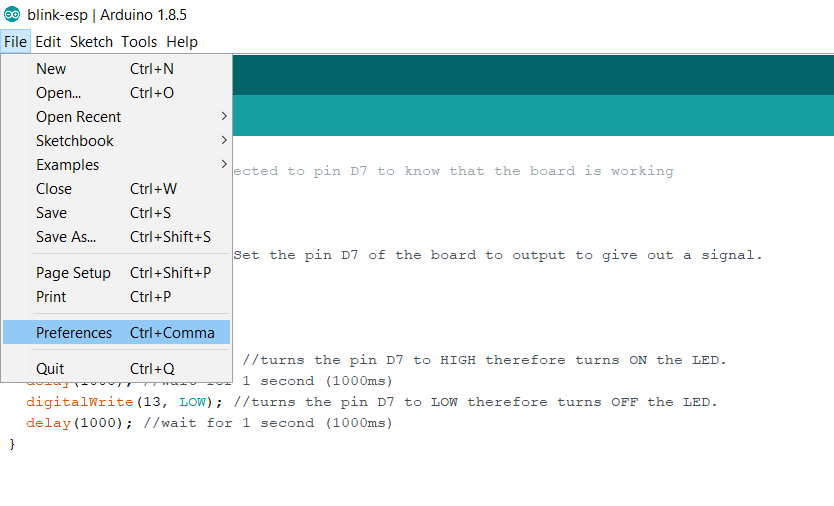 blink-esp | Arduino 1.8.5
File Edit Sketch Tools Help
New Ctrl+N
Open... Ctrl+O
Open Recent
Sketchbook
Examples
Close Ctrl+W
Save Ctrl+S
Save As... Ctrl+Shift+S
Page Setup Ctrl+Shift+P
Print Ctrl+P
Preferences Ctrl+Comma
Quit Ctrl+Q
ected to pin D7 to know that the board is working
Set the pin D7 of the board to output to give out a signal.
//turns the pin D7 to HIGH therefore turns ON the LED.
delay(1000); //wait for 1 second (1000ms)
digitalWrite(13, LOW); //turns the pin D7 to LOW therefore turns OFF the LED.
delay(1000); //wait for 1 second (1000ms)
}